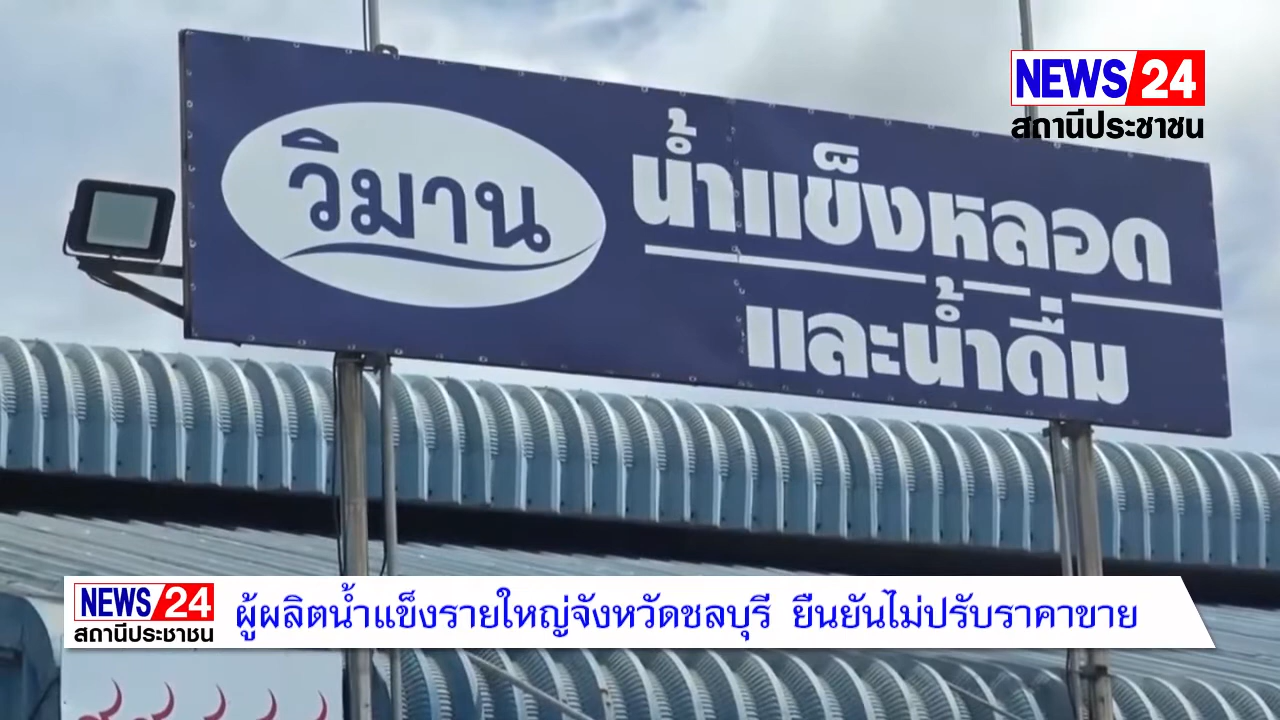 NEWS 24
สถานีประชาชน
วิมาน
น้ำแข็งหลอด
และน้ำดื่ม
NEWS 24
สถานีประชาชน
ผู้ผลิตน้ำแข็งรายใหญ่จังหวัดชลบุรี ยืนยันไม่ปรับราคาขาย